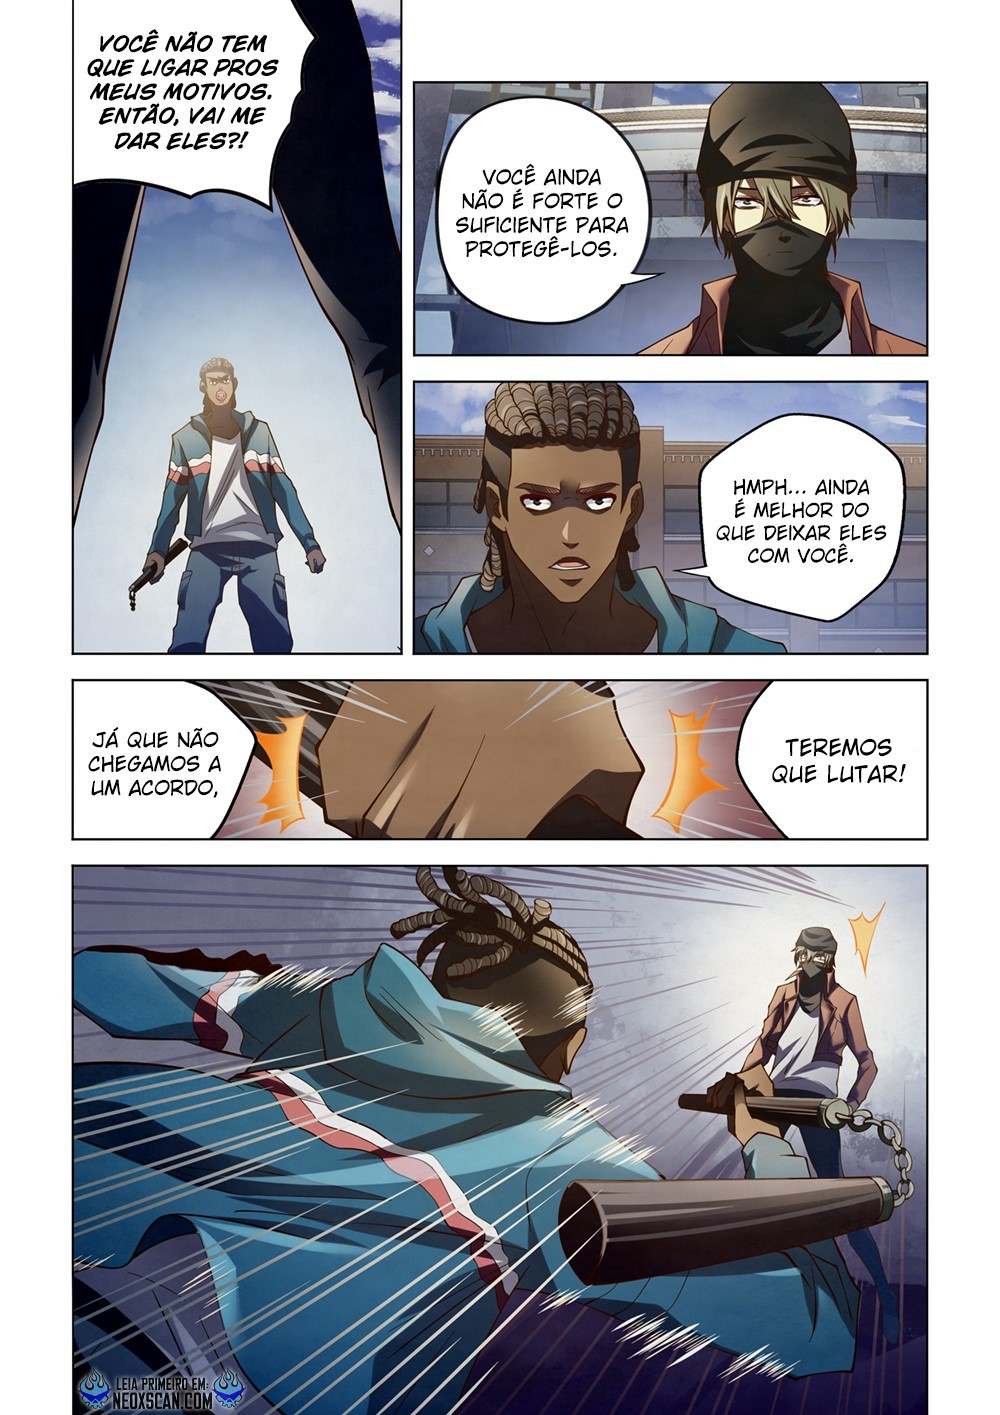 VOCÊ NÃO TEM
QUE LIGAR PROS
MEUS MOTIVOS.
ENTÃO, VAI ME
DAR ELES?!
VOCÊ AINDA
NÃO É FORTE O
SUFICIENTE PARA
PROTEGÊ-LOS.
HMPH... AINDA
É MELHOR DO
QUE DEIXAR ELES
COM VOCÊ.
JÁ QUE NÃO
CHEGAMOS A
UM ACORDO,
TEREMOS
QUE LUTAR!
LEIA PRIMEIRO EM:
NEOXSCAN.COM